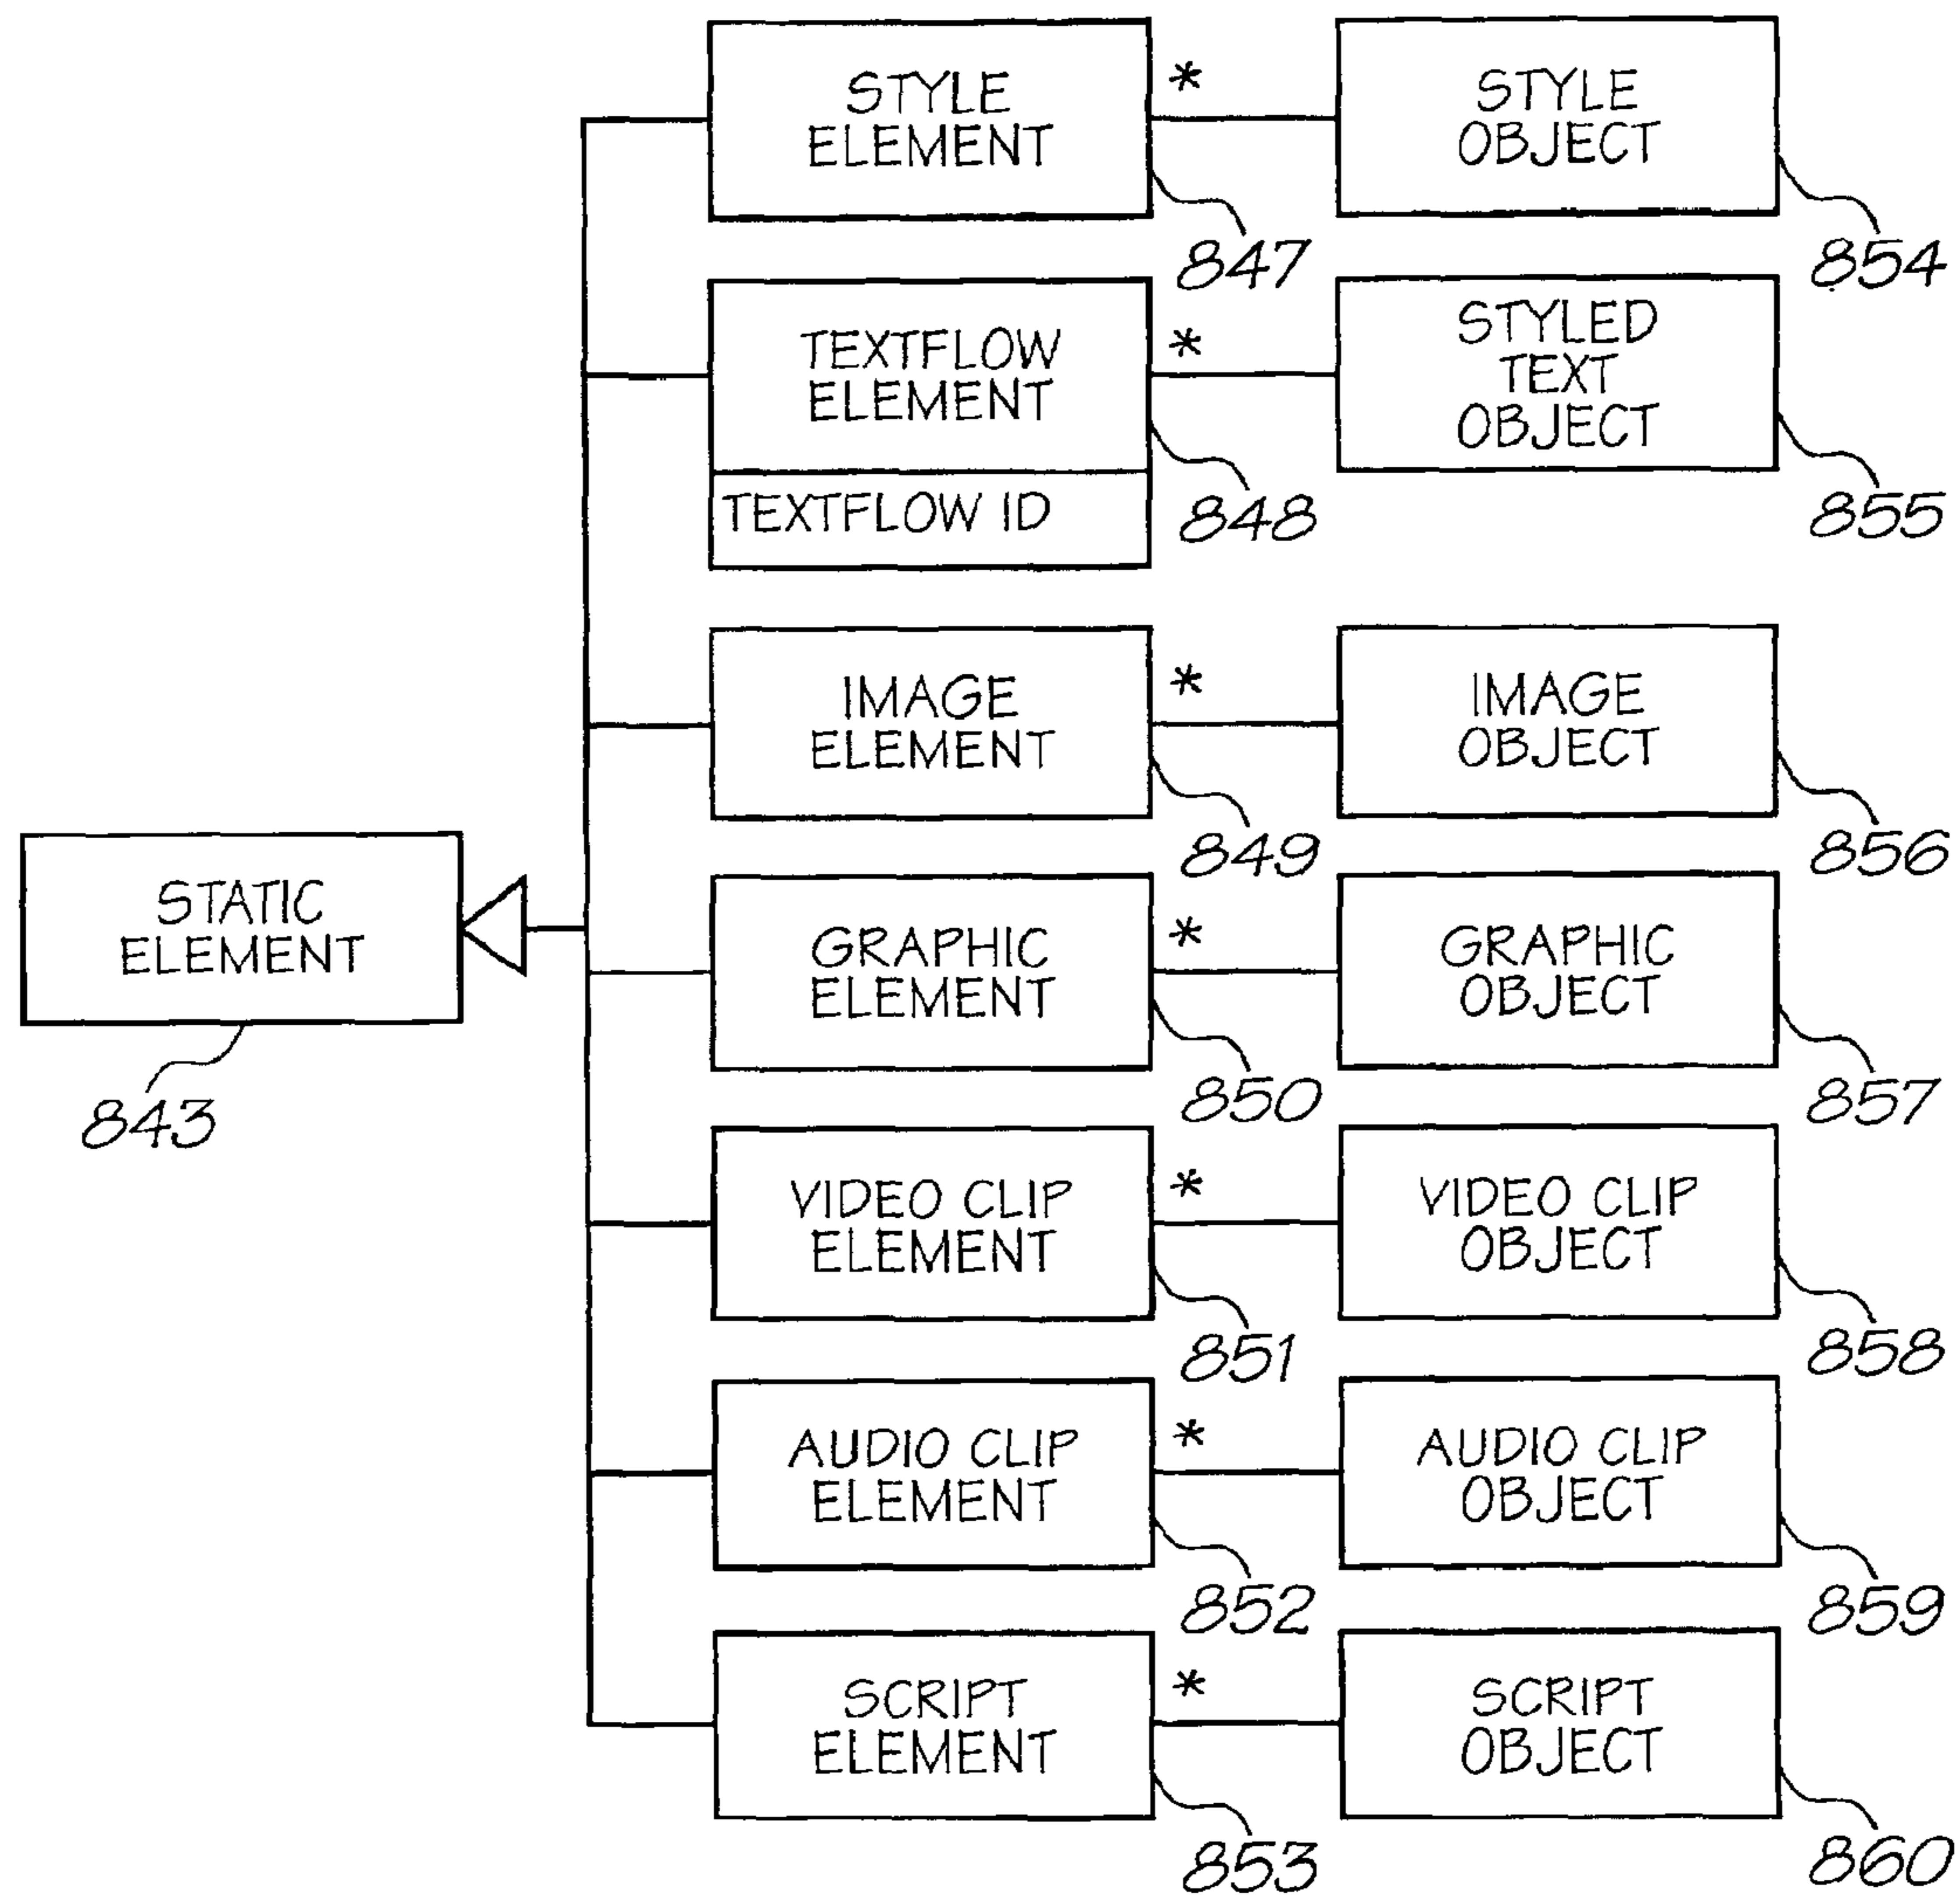 STYLE
ELEMENT
*
STYLE
OBJECT
847
854
TEXTFLOW
ELEMENT
TEXTFLOW ID
*
STYLED
TEXT
OBJECT
848
855
IMAGE
ELEMENT
*
IMAGE
OBJECT
849
856
STATIC
ELEMENT
843
GRAPHIC
ELEMENT
*
GRAPHIC
OBJECT
850
857
VIDEO CLIP
ELEMENT
*
VIDEO CLIP
OBJECT
851
858
AUDIO CLIP
ELEMENT
*
AUDIO CLIP
OBJECT
852
859
SCRIPT
ELEMENT
*
SCRIPT
OBJECT
853
860